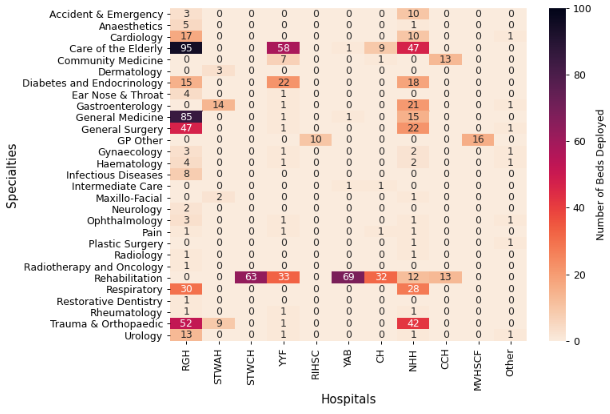 Accident & Emergency 3 0 0 0 0 0 0 10 0 0 0
Anaesthetics 5 0 0 0 0 0 0 1 0 0 0
Cardiology 17 0 0 0 0 0 0 10 0 0 1
Care of the Elderly 95 0 0 58 0 1 9 47 0 0 0
Community Medicine 0 0 0 7 0 0 1 0 13 0 0
Dermatology 0 3 0 0 0 0 0 0 0 0 0
Diabetes and Endocrinology 15 0 0 22 0 0 0 18 0 0 0
Ear Nose & Throat 4 0 0 1 0 0 0 0 0 0 0
Gastroenterology 0 14 0 1 0 0 0 21 0 0 1
General Medicine 85 0 0 1 0 1 0 15 0 0 0
General Surgery 47 0 0 1 0 0 0 22 0 0 1
GP Other 0 0 0 0 10 0 0 0 0 16 0
Gynaecology 3 0 0 1 0 0 0 2 0 0 1
Haematology 4 0 0 1 0 0 0 2 0 0 1
Infectious Diseases 8 0 0 0 0 0 0 0 0 0 0
Intermediate Care 0 0 0 0 0 1 1 0 0 0 0
Maxillo-Facial 0 2 0 0 0 0 0 1 0 0 0
Neurology 2 0 0 0 0 0 0 0 0 0 0
Ophthalmology 3 0 0 1 0 0 0 1 0 0 1
Pain 1 0 0 1 0 0 1 1 0 0 0
Plastic Surgery 0 0 0 0 0 0 0 1 0 0 1
Radiology 1 0 0 0 0 0 0 1 0 0 0
Radiotherapy and Oncology 1 0 0 0 0 0 0 0 0 0 0
Rehabilitation 0 0 63 33 0 69 32 12 13 0 0
Respiratory 30 0 0 0 0 0 0 28 0 0 0
Restorative Dentistry 1 0 0 0 0 0 0 0 0 0 0
Rheumatology 1 0 0 1 0 0 0 1 0 0 0
Trauma & Orthopaedic 52 9 0 1 0 0 0 42 0 0 0
Urology 13 0 0 1 0 0 0 1 0 0 1
RGH STWAH STWCH YYF RIHSC YAB CH NHH CCH MVHSCF Other
Hospitals
Specialties
100
80
60
40
20
0
Number of Beds Deployed